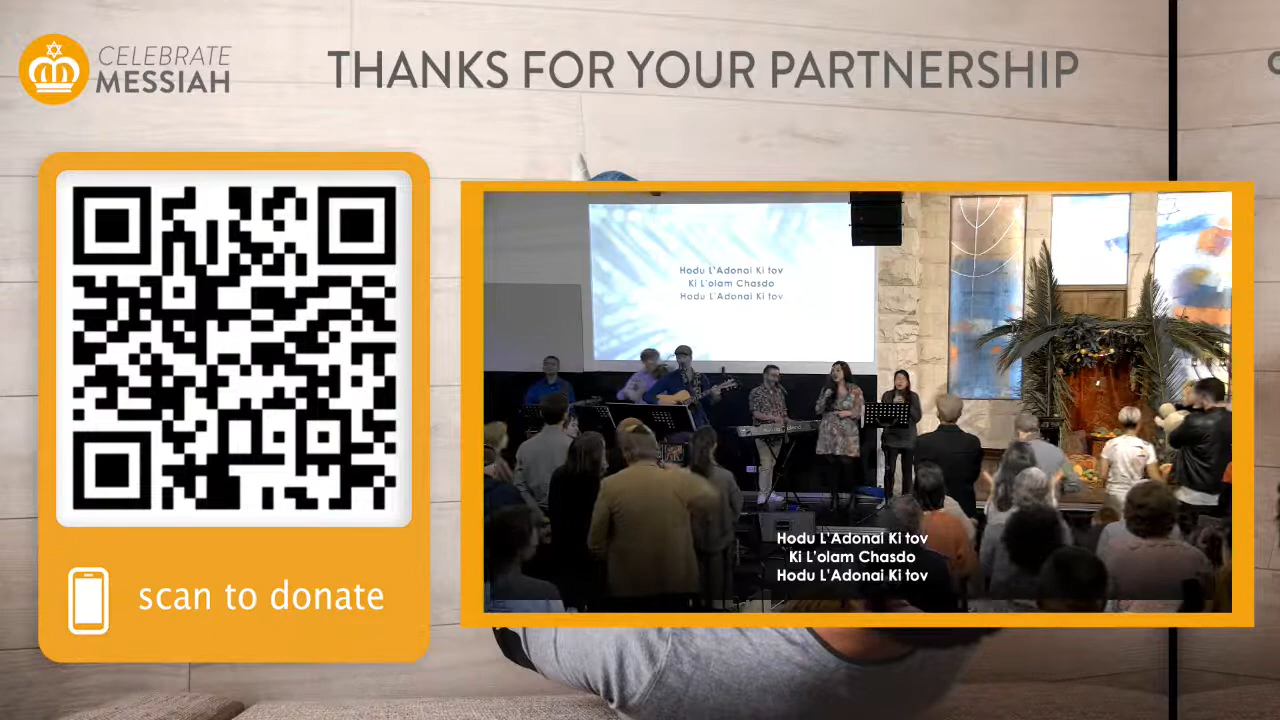 CELEBRATE
MESSIAH
THANKS FOR YOUR PARTNERSHIP
scan to donate
Hodu L'Adonai Ki tov
Ki L'olam Chasdo
Hodu L'Adonai Ki tov
Hodu L'Adonai Ki tov
Ki L'olam Chasdo
Hodu L'Adonai Ki tov